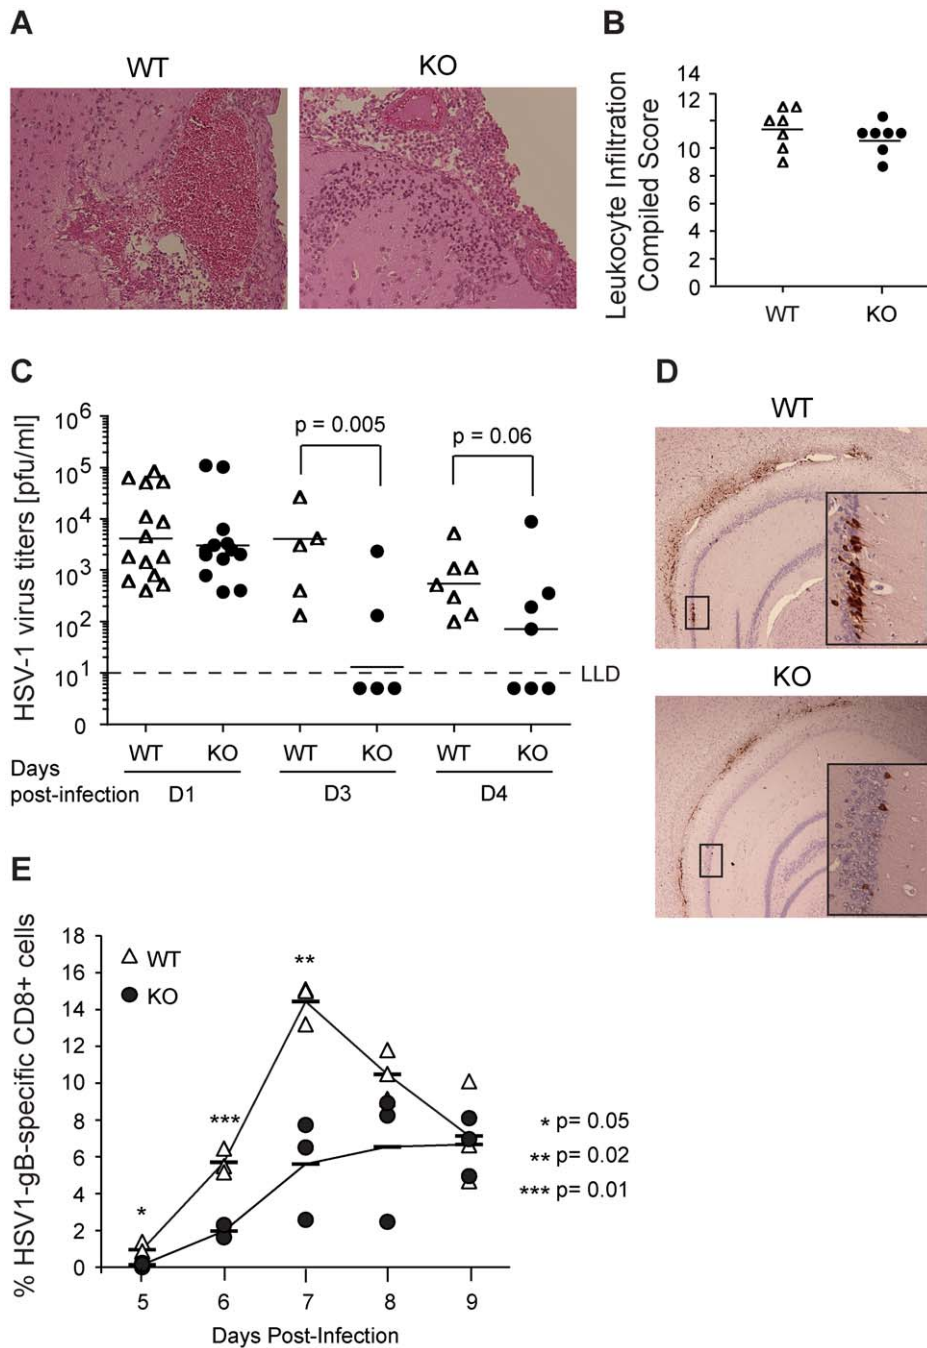 A
WT
KO
B
Leukocyte Infiltration
Compiled Score
14
12
10
8
6
4
2
0
WT KO
C
HSV-1 virus titers [pfu/ml]
10^6
10^5
10^4
10^3
10^2
10^1
0
p = 0.005
p = 0.06
LLD
WT KO WT KO WT KO
Days
post-infection D1 D3 D4
D
WT
KO
E
% HSV1-gB-specific CD8+ cells
18
16
14
12
10
8
6
4
2
0
WT
KO
*
***
**
* p= 0.05
** p= 0.02
*** p= 0.01
5 6 7 8 9
Days Post-Infection